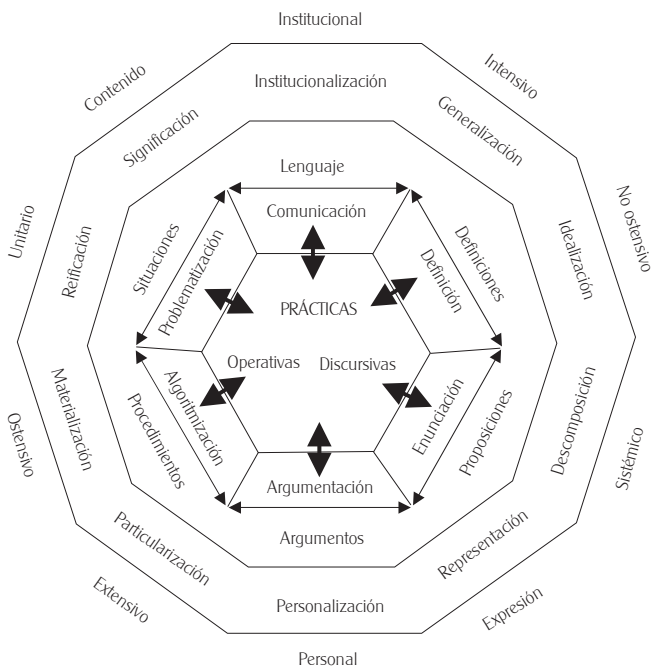 Institucional
Contenido
Intensivo
Institucionalización
Significación
Generalización
Lenguaje
Unitario
No ostensivo
Comunicación
Reificación
Idealización
Situaciones
Problematización
Definición
Definiciones
PRÁCTICAS
Operativas
Discursivas
Ostensivo
Materialización
Procedimientos
Algoritmización
Enunciación
Proposiciones
Descomposición
Sistémico
Argumentación
Argumentos
Particularización
Representación
Extensivo
Personalización
Expresión
Personal